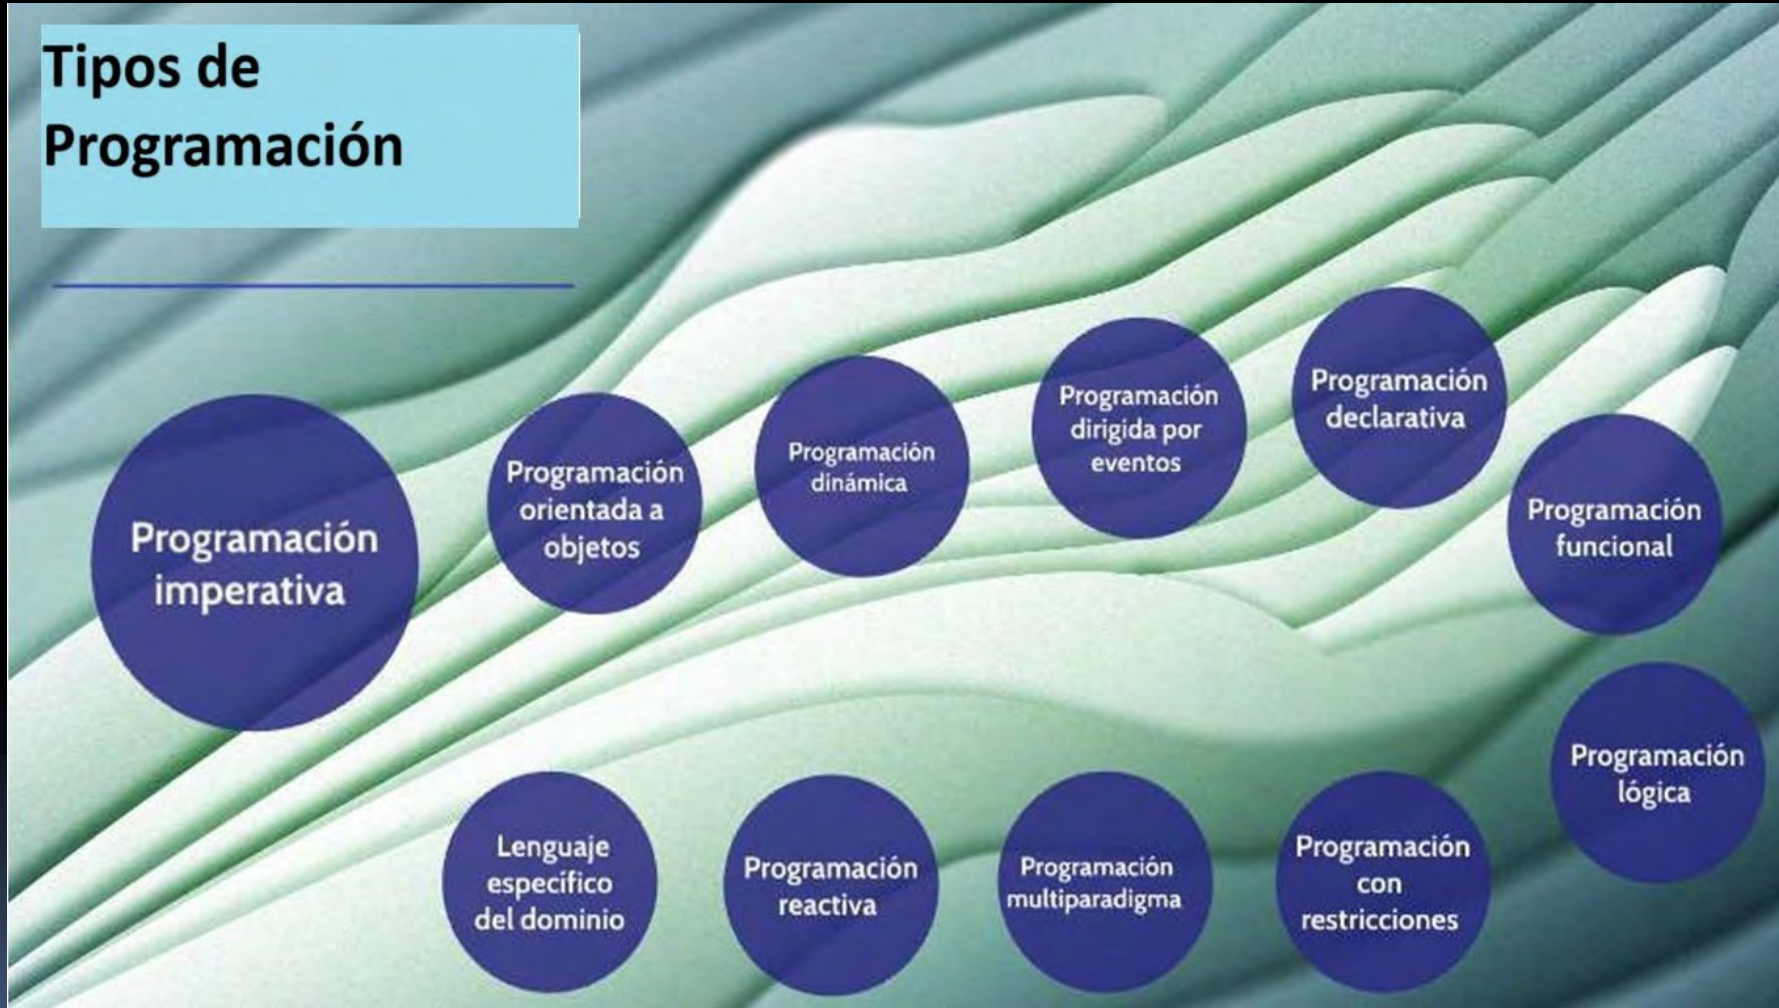 Tipos de
Programación
Programación
imperativa
Programación
orientada a
objetos
Programación
dinámica
Programación
dirigida por
eventos
Programación
declarativa
Programación
funcional
Programación
lógica
Programación
con
restricciones
Programación
multiparadigma
Programación
reactiva
Lenguaje
específico
del dominio